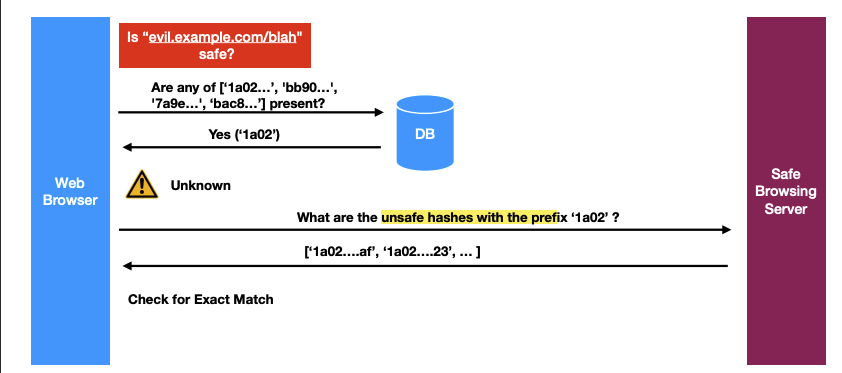 Is “evil.example.com/blah"
safe?
Are any of [‘1a02…’, 'bb90…',
'7a9e…', ‘bac8…’] present?
Yes (‘1a02’)
DB
Web
Browser
Unknown
Safe
Browsing
Server
What are the unsafe hashes with the prefix ‘1a02’ ?
[‘1a02….af’, ‘1a02….23’, … ]
Check for Exact Match